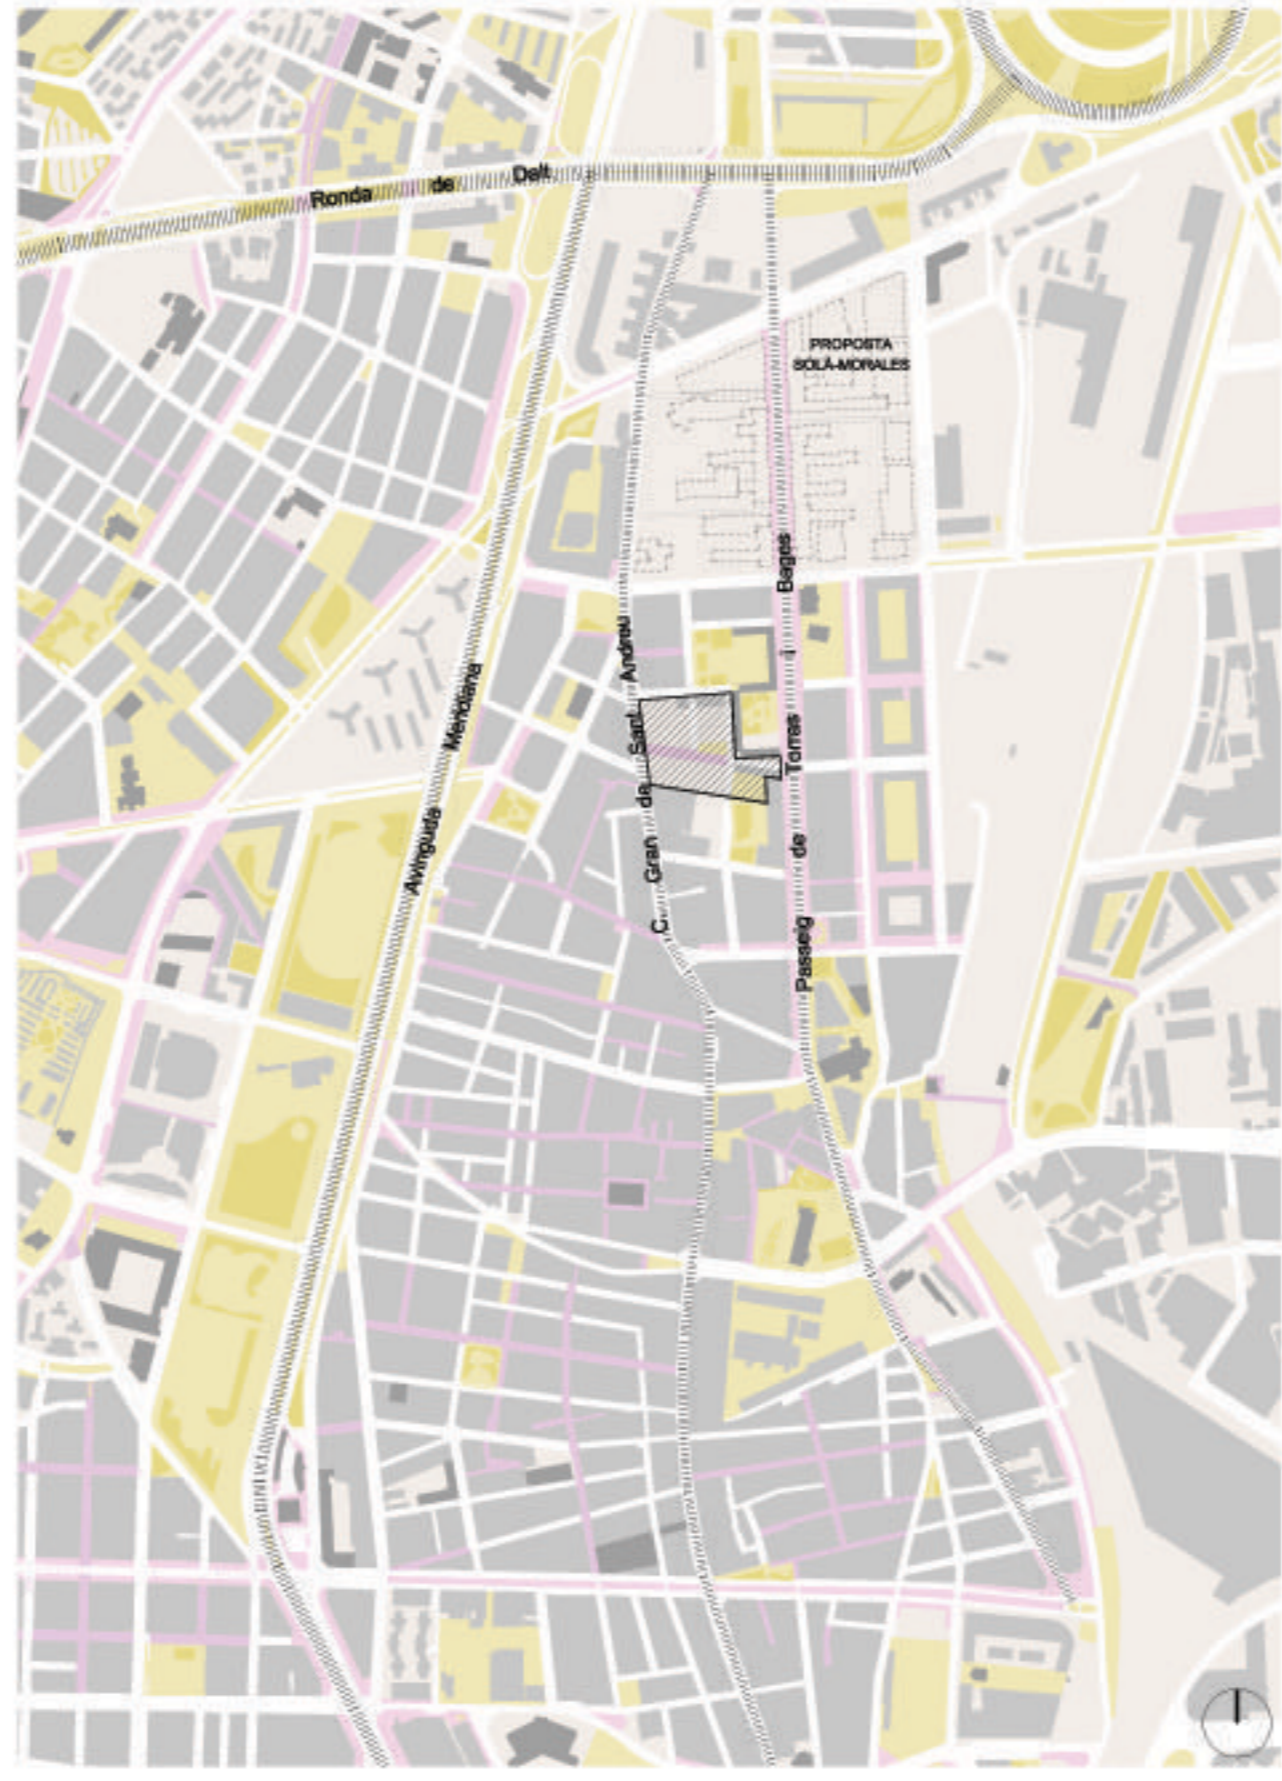 Ronda de Dalt
PROPOSTA
SOLÀ-MORALES
Avinguda Meridiana
C. Gran de Sant Andreu
Passeig de Torras i Bages